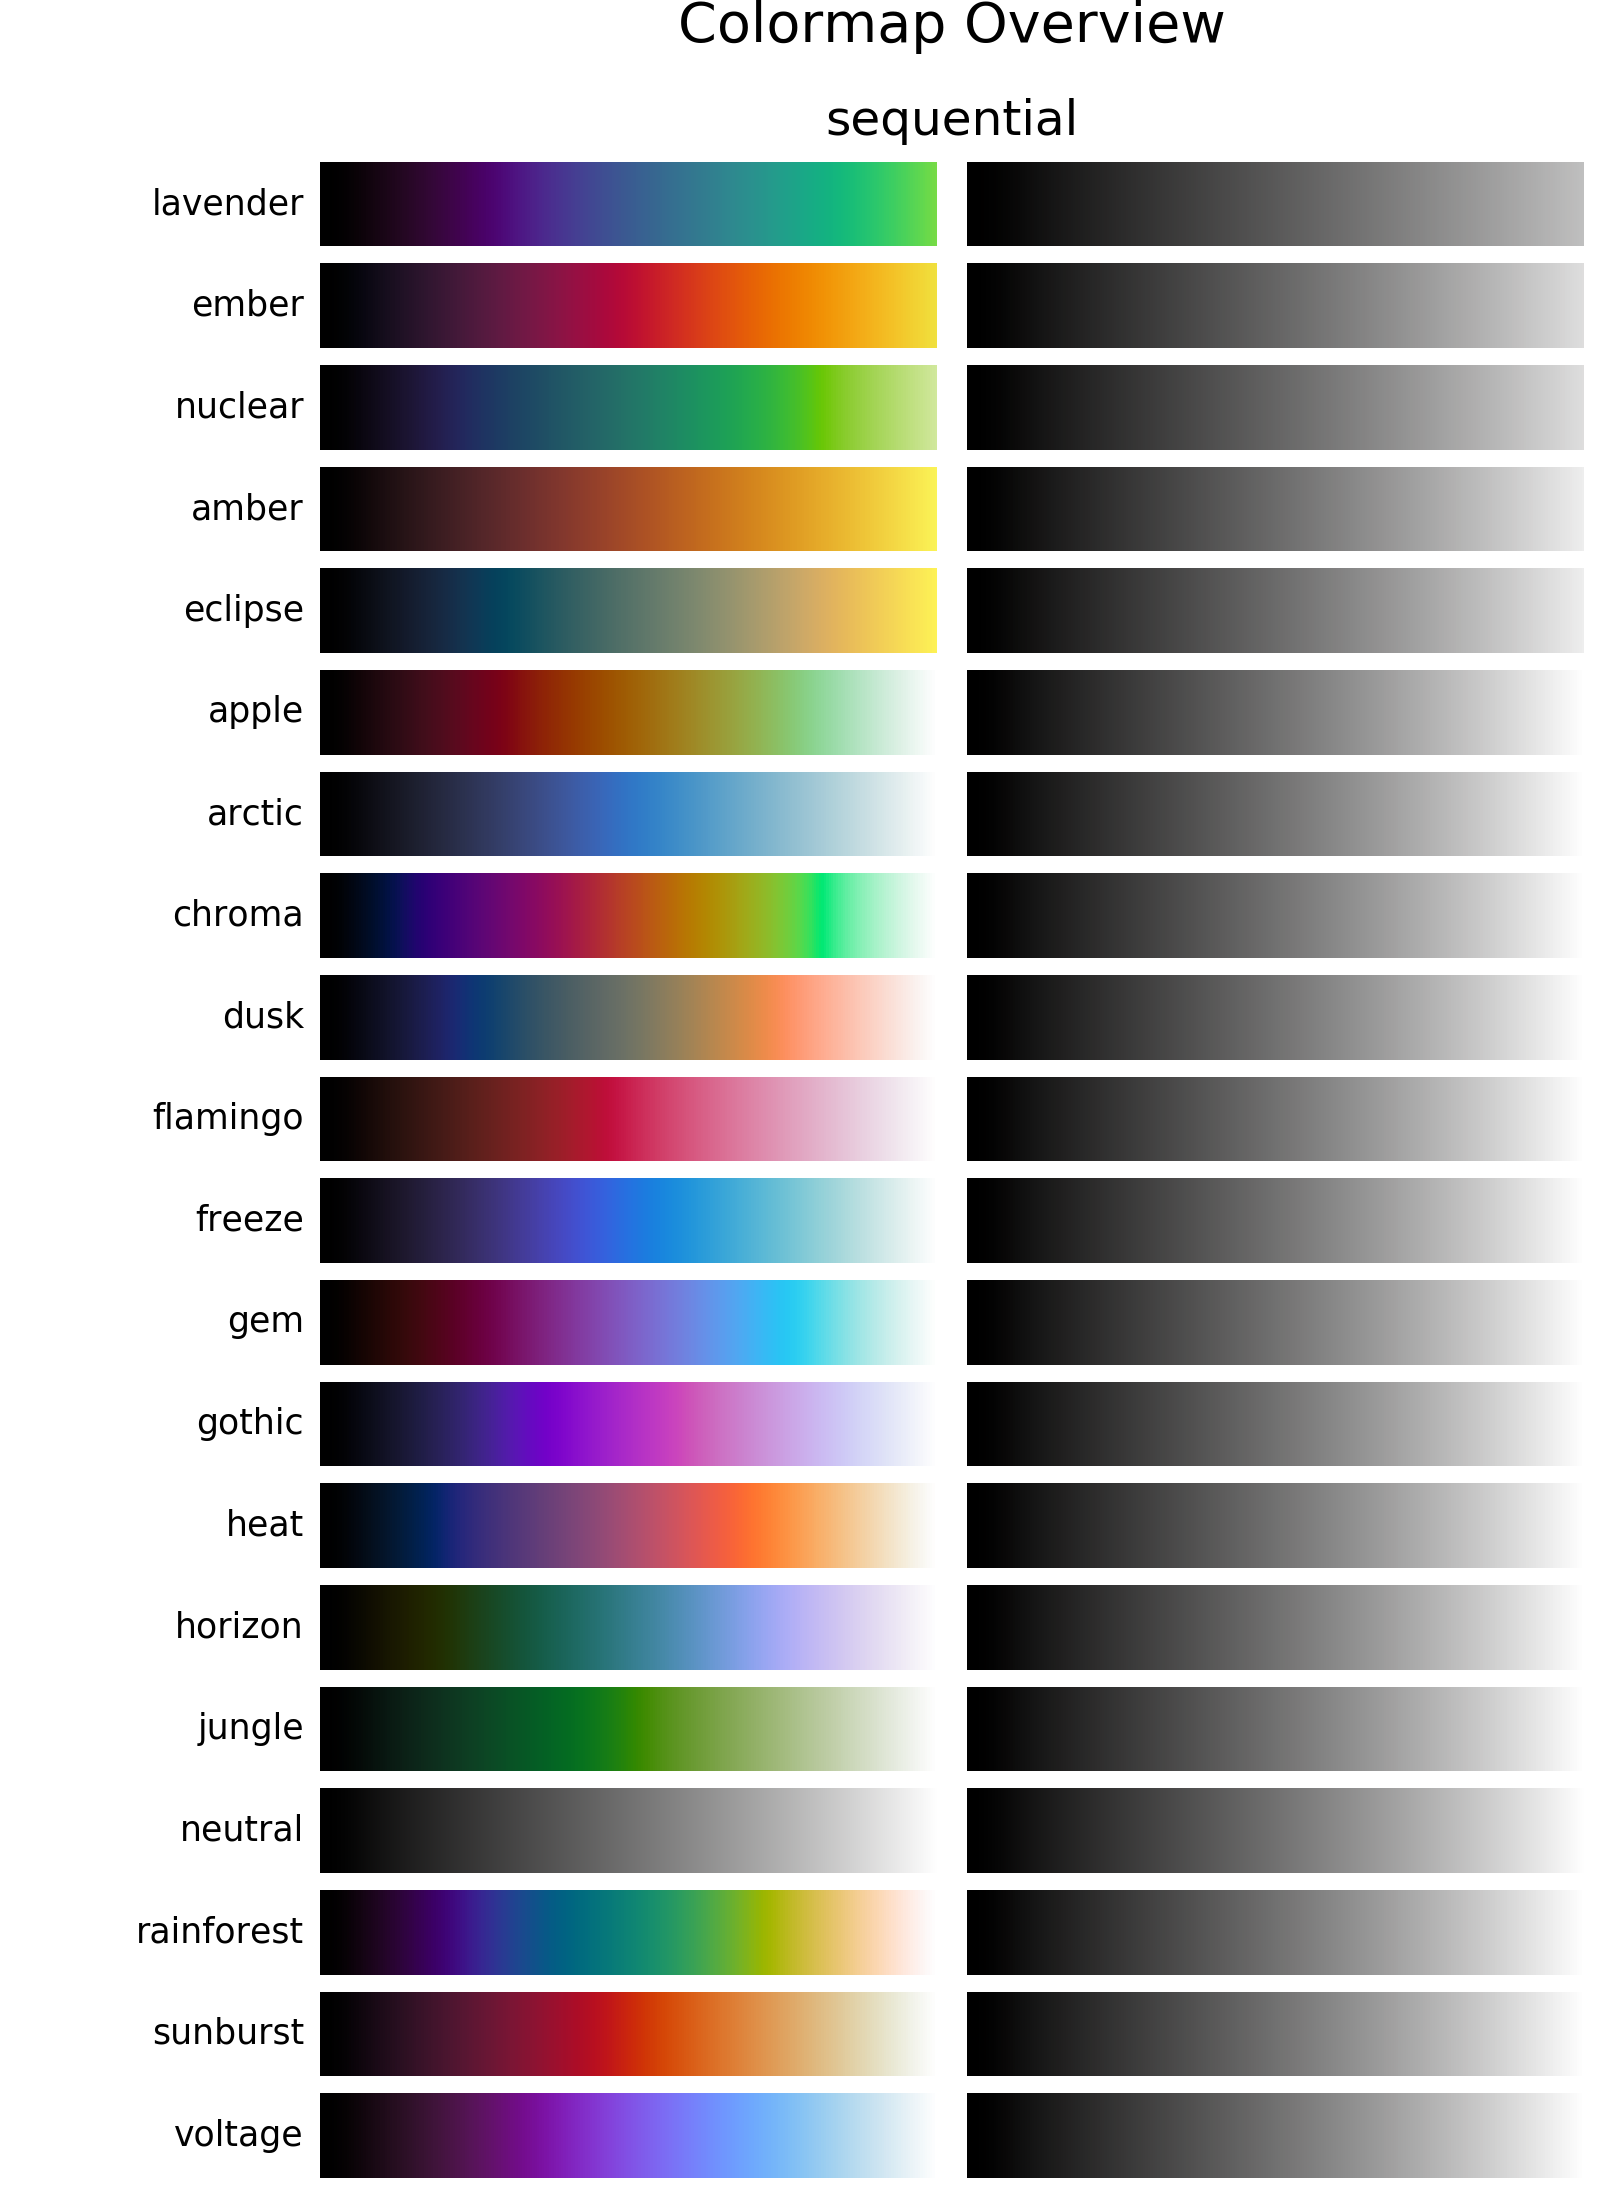 Colormap Overview
sequential
lavender
ember
nuclear
amber
eclipse
apple
arctic
chroma
dusk
flamingo
freeze
gem
gothic
heat
horizon
jungle
neutral
rainforest
sunburst
voltage